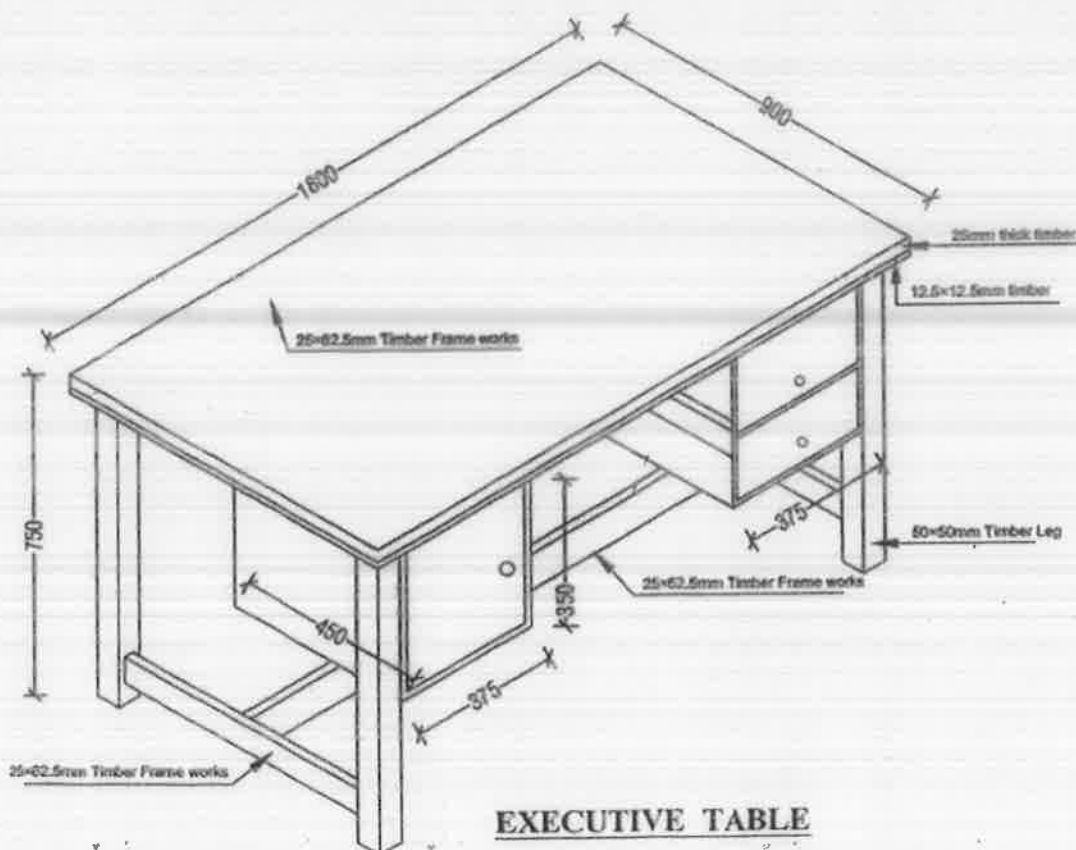 1600
900
25mm thick timber
12.5×12.5mm timber
25×62.5mm Timber Frame works
750
375
50×50mm Timber Leg
25×62.5mm Timber Frame works
350
450
375
25×62.5mm Timber Frame works
EXECUTIVE TABLE